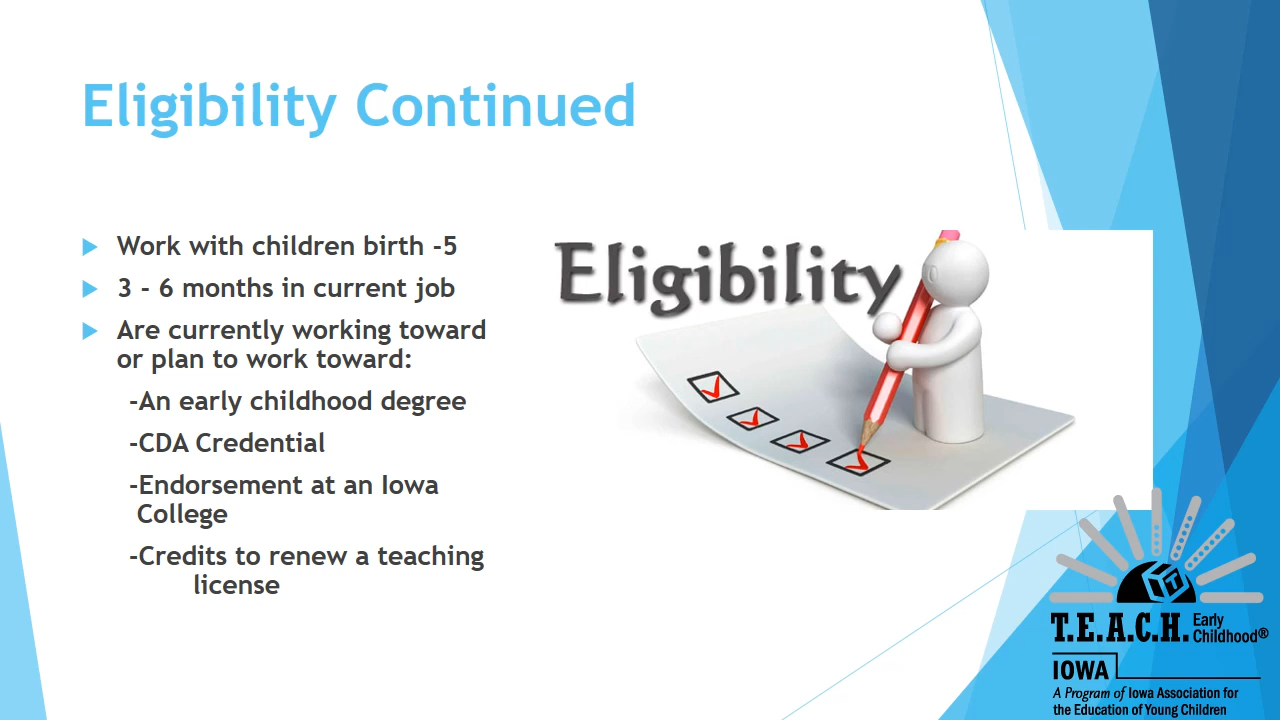 Eligibility Continued
Work with children birth -5
3 - 6 months in current job
Are currently working toward
or plan to work toward:
-An early childhood degree
-CDA Credential
-Endorsement at an Iowa
College
-Credits to renew a teaching
license
Eligibility
T
T.E.A.C.H. Early
Childhood®
IOWA
A Program of Iowa Association for
the Education of Young Children